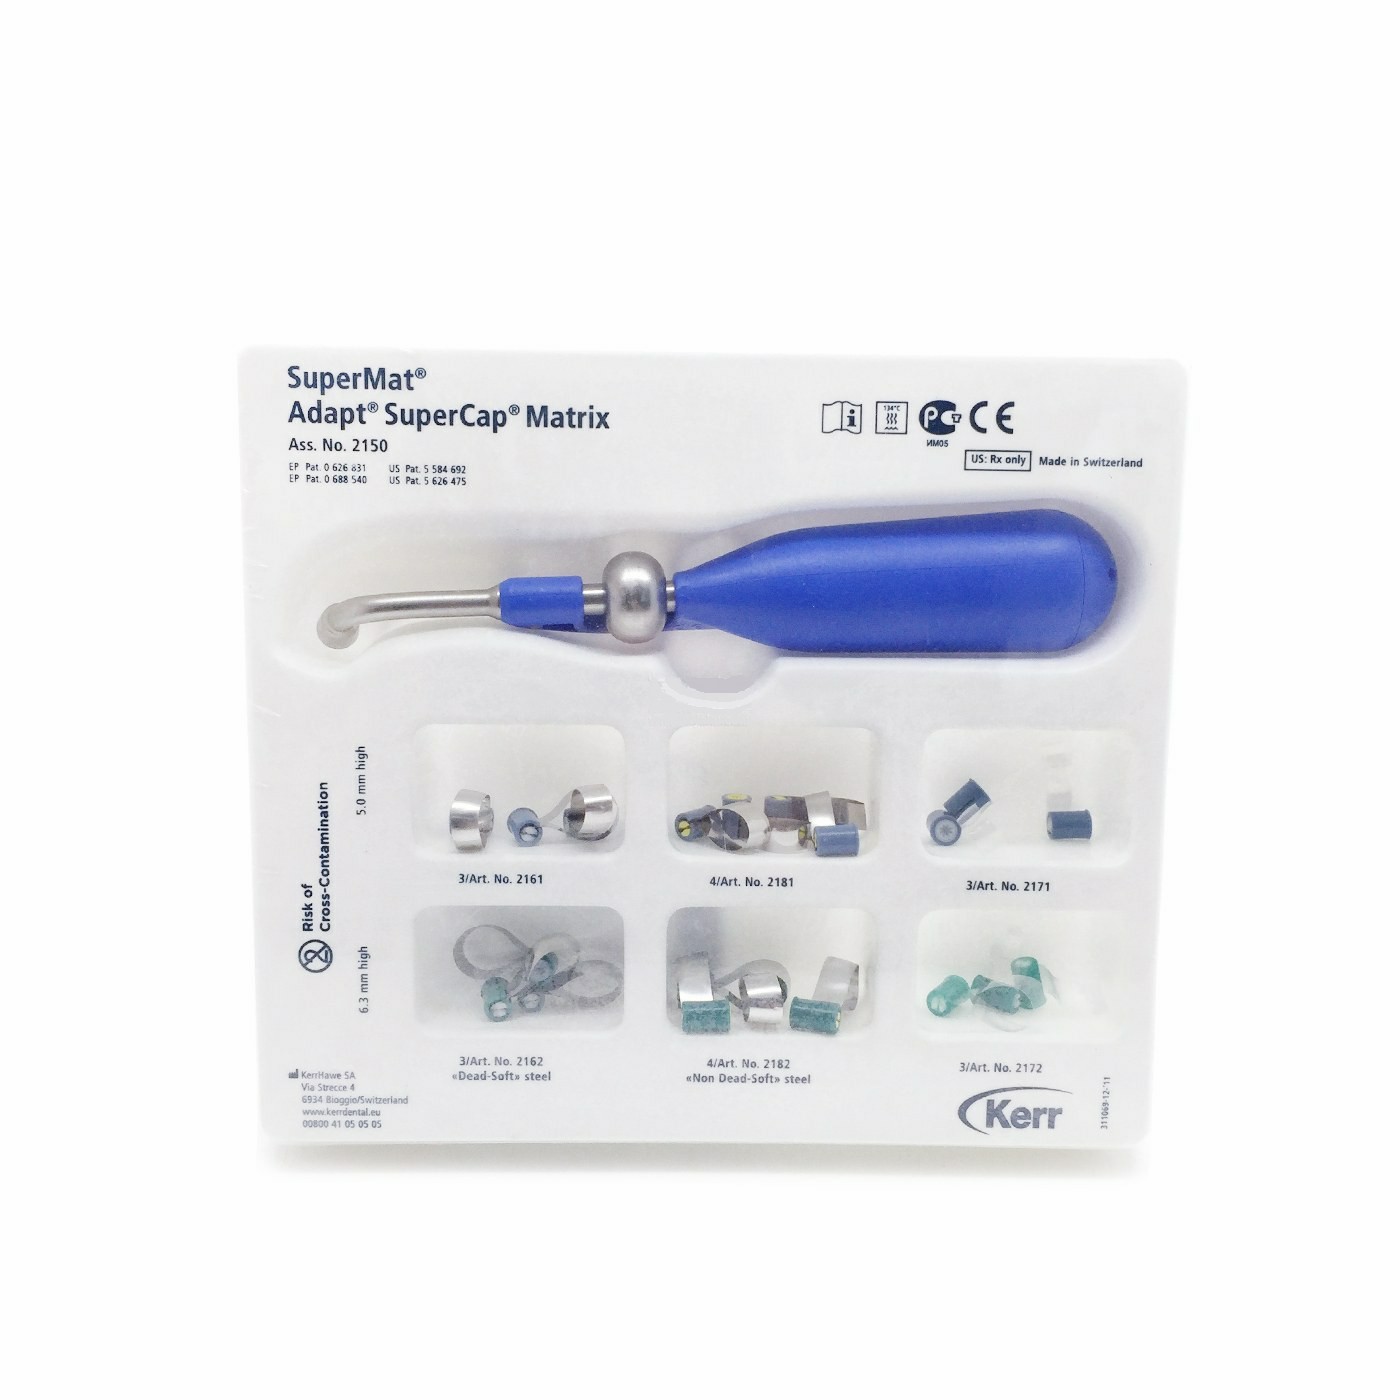 SuperMat®
Adapt® SuperCap® Matrix
Ass. No. 2150
EP Pat. 0 626 831 US Pat. 5 584 692
EP Pat. 0 688 540 US Pat. 5 626 475
i
134°C
PCT
ИМ05
CE
US: Rx only Made in Switzerland
5.0 mm high
Risk of
Cross-Contamination
2
6.3 mm high
3/Art. No. 2161
4/Art. No. 2181
3/Art. No. 2171
3/Art. No. 2162
«Dead-Soft» steel
4/Art. No. 2182
«Non Dead-Soft» steel
3/Art. No. 2172
KerrHawe SA
Via Strecce 4
6934 Bioggio/Switzerland
www.kerrdental.eu
00800 41 05 05 05
Kerr
311069-12-'11